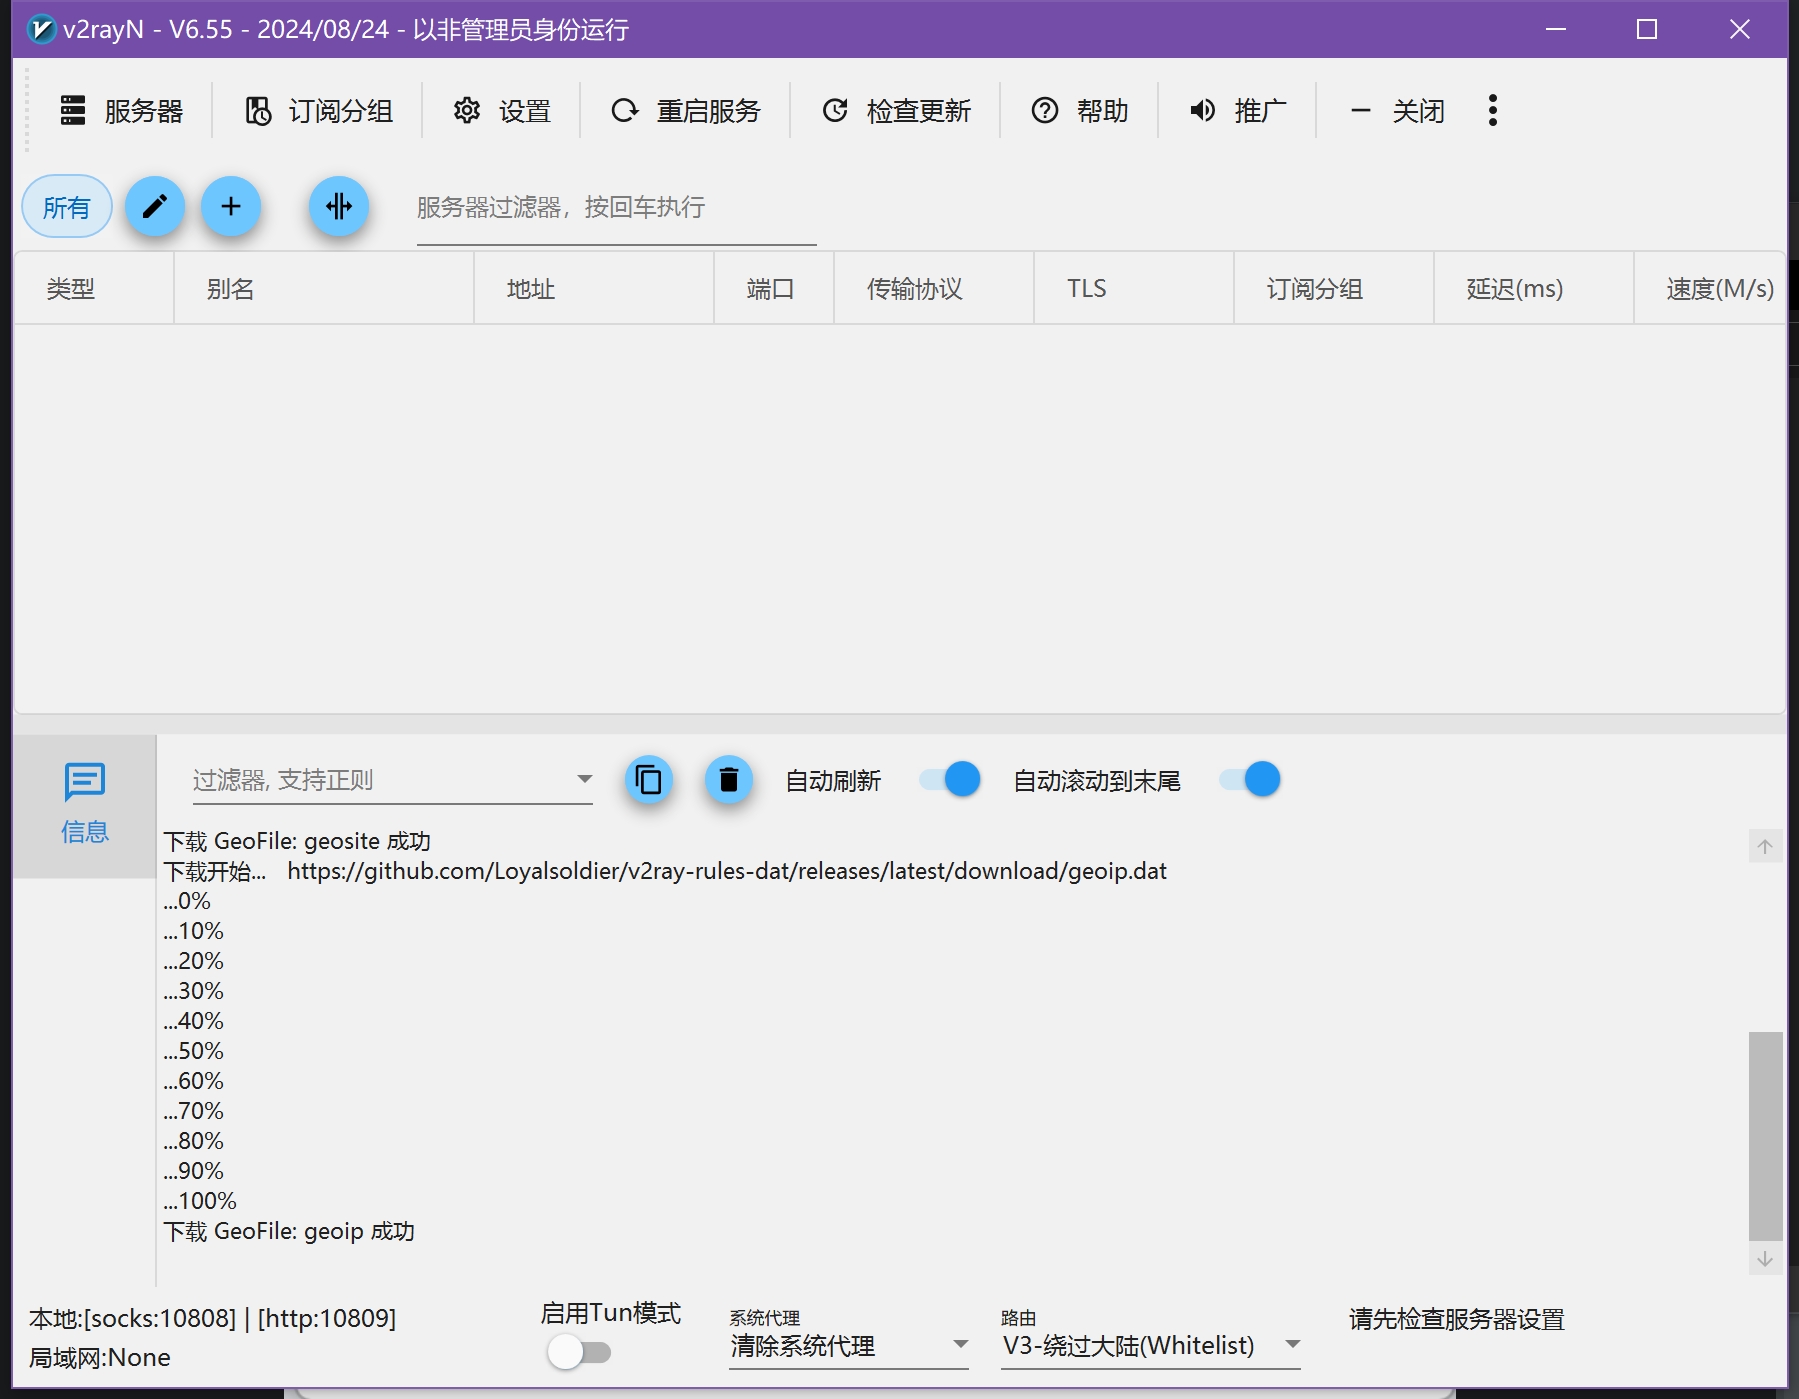 v2rayN - V6.55 - 2024/08/24 - 以非管理员身份运行
服务器 订阅分组 设置 重启服务 检查更新 帮助 推广 关闭
所有 服务器过滤器，按回车执行
类型 别名 地址 端口 传输协议 TLS 订阅分组 延迟(ms) 速度(M/s)
信息
过滤器, 支持正则 自动刷新 自动滚动到末尾
下载 GeoFile: geosite 成功
下载开始... https://github.com/Loyalsoldier/v2ray-rules-dat/releases/latest/download/geoip.dat
...0%
...10%
...20%
...30%
...40%
...50%
...60%
...70%
...80%
...90%
...100%
下载 GeoFile: geoip 成功
本地:[socks:10808] | [http:10809]
局域网:None
启用Tun模式
系统代理
清除系统代理
路由
V3-绕过大陆(Whitelist)
请先检查服务器设置